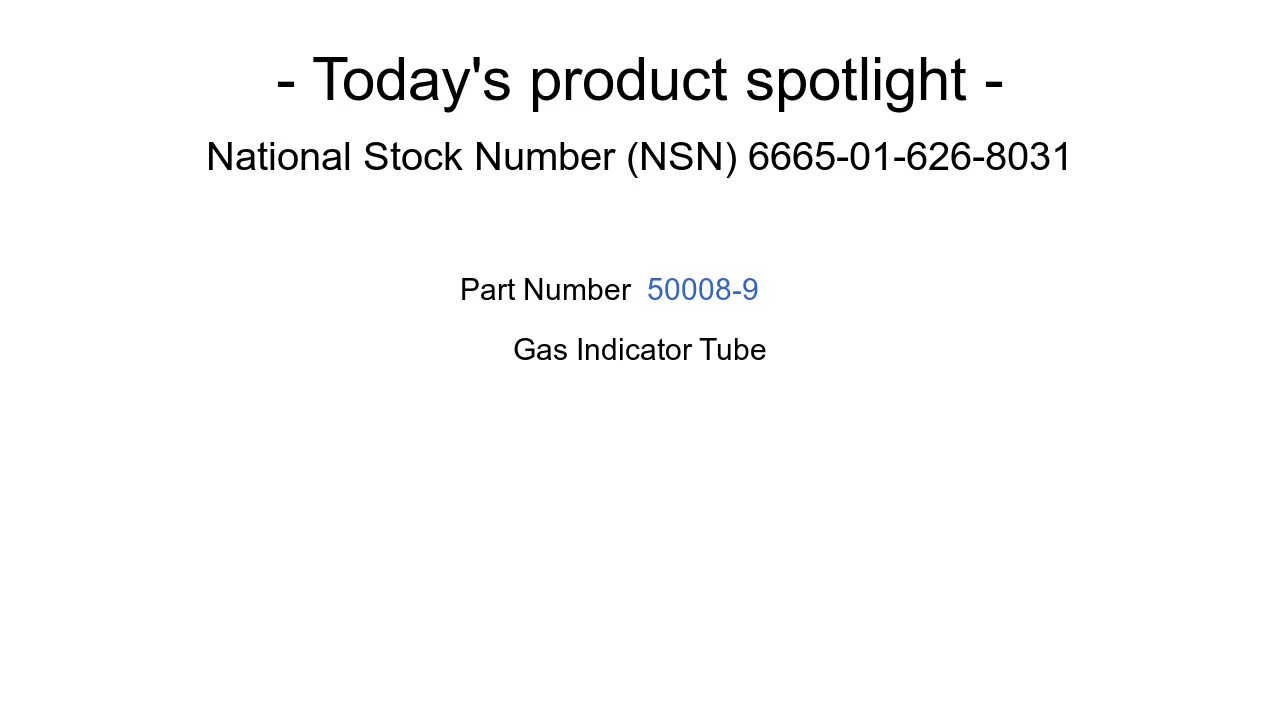 - Today's product spotlight -
National Stock Number (NSN) 6665-01-626-8031
Part Number 50008-9
Gas Indicator Tube